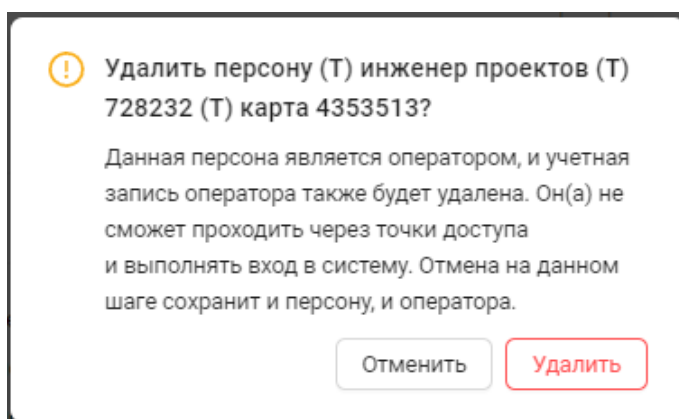 Удалить персону (Т) инженер проектов (Т)
728232 (Т) карта 4353513?
Данная персона является оператором, и учетная
запись оператора также будет удалена. Он(а) не
сможет проходить через точки доступа
и выполнять вход в систему. Отмена на данном
шаге сохранит и персону, и оператора.
Отменить
Удалить